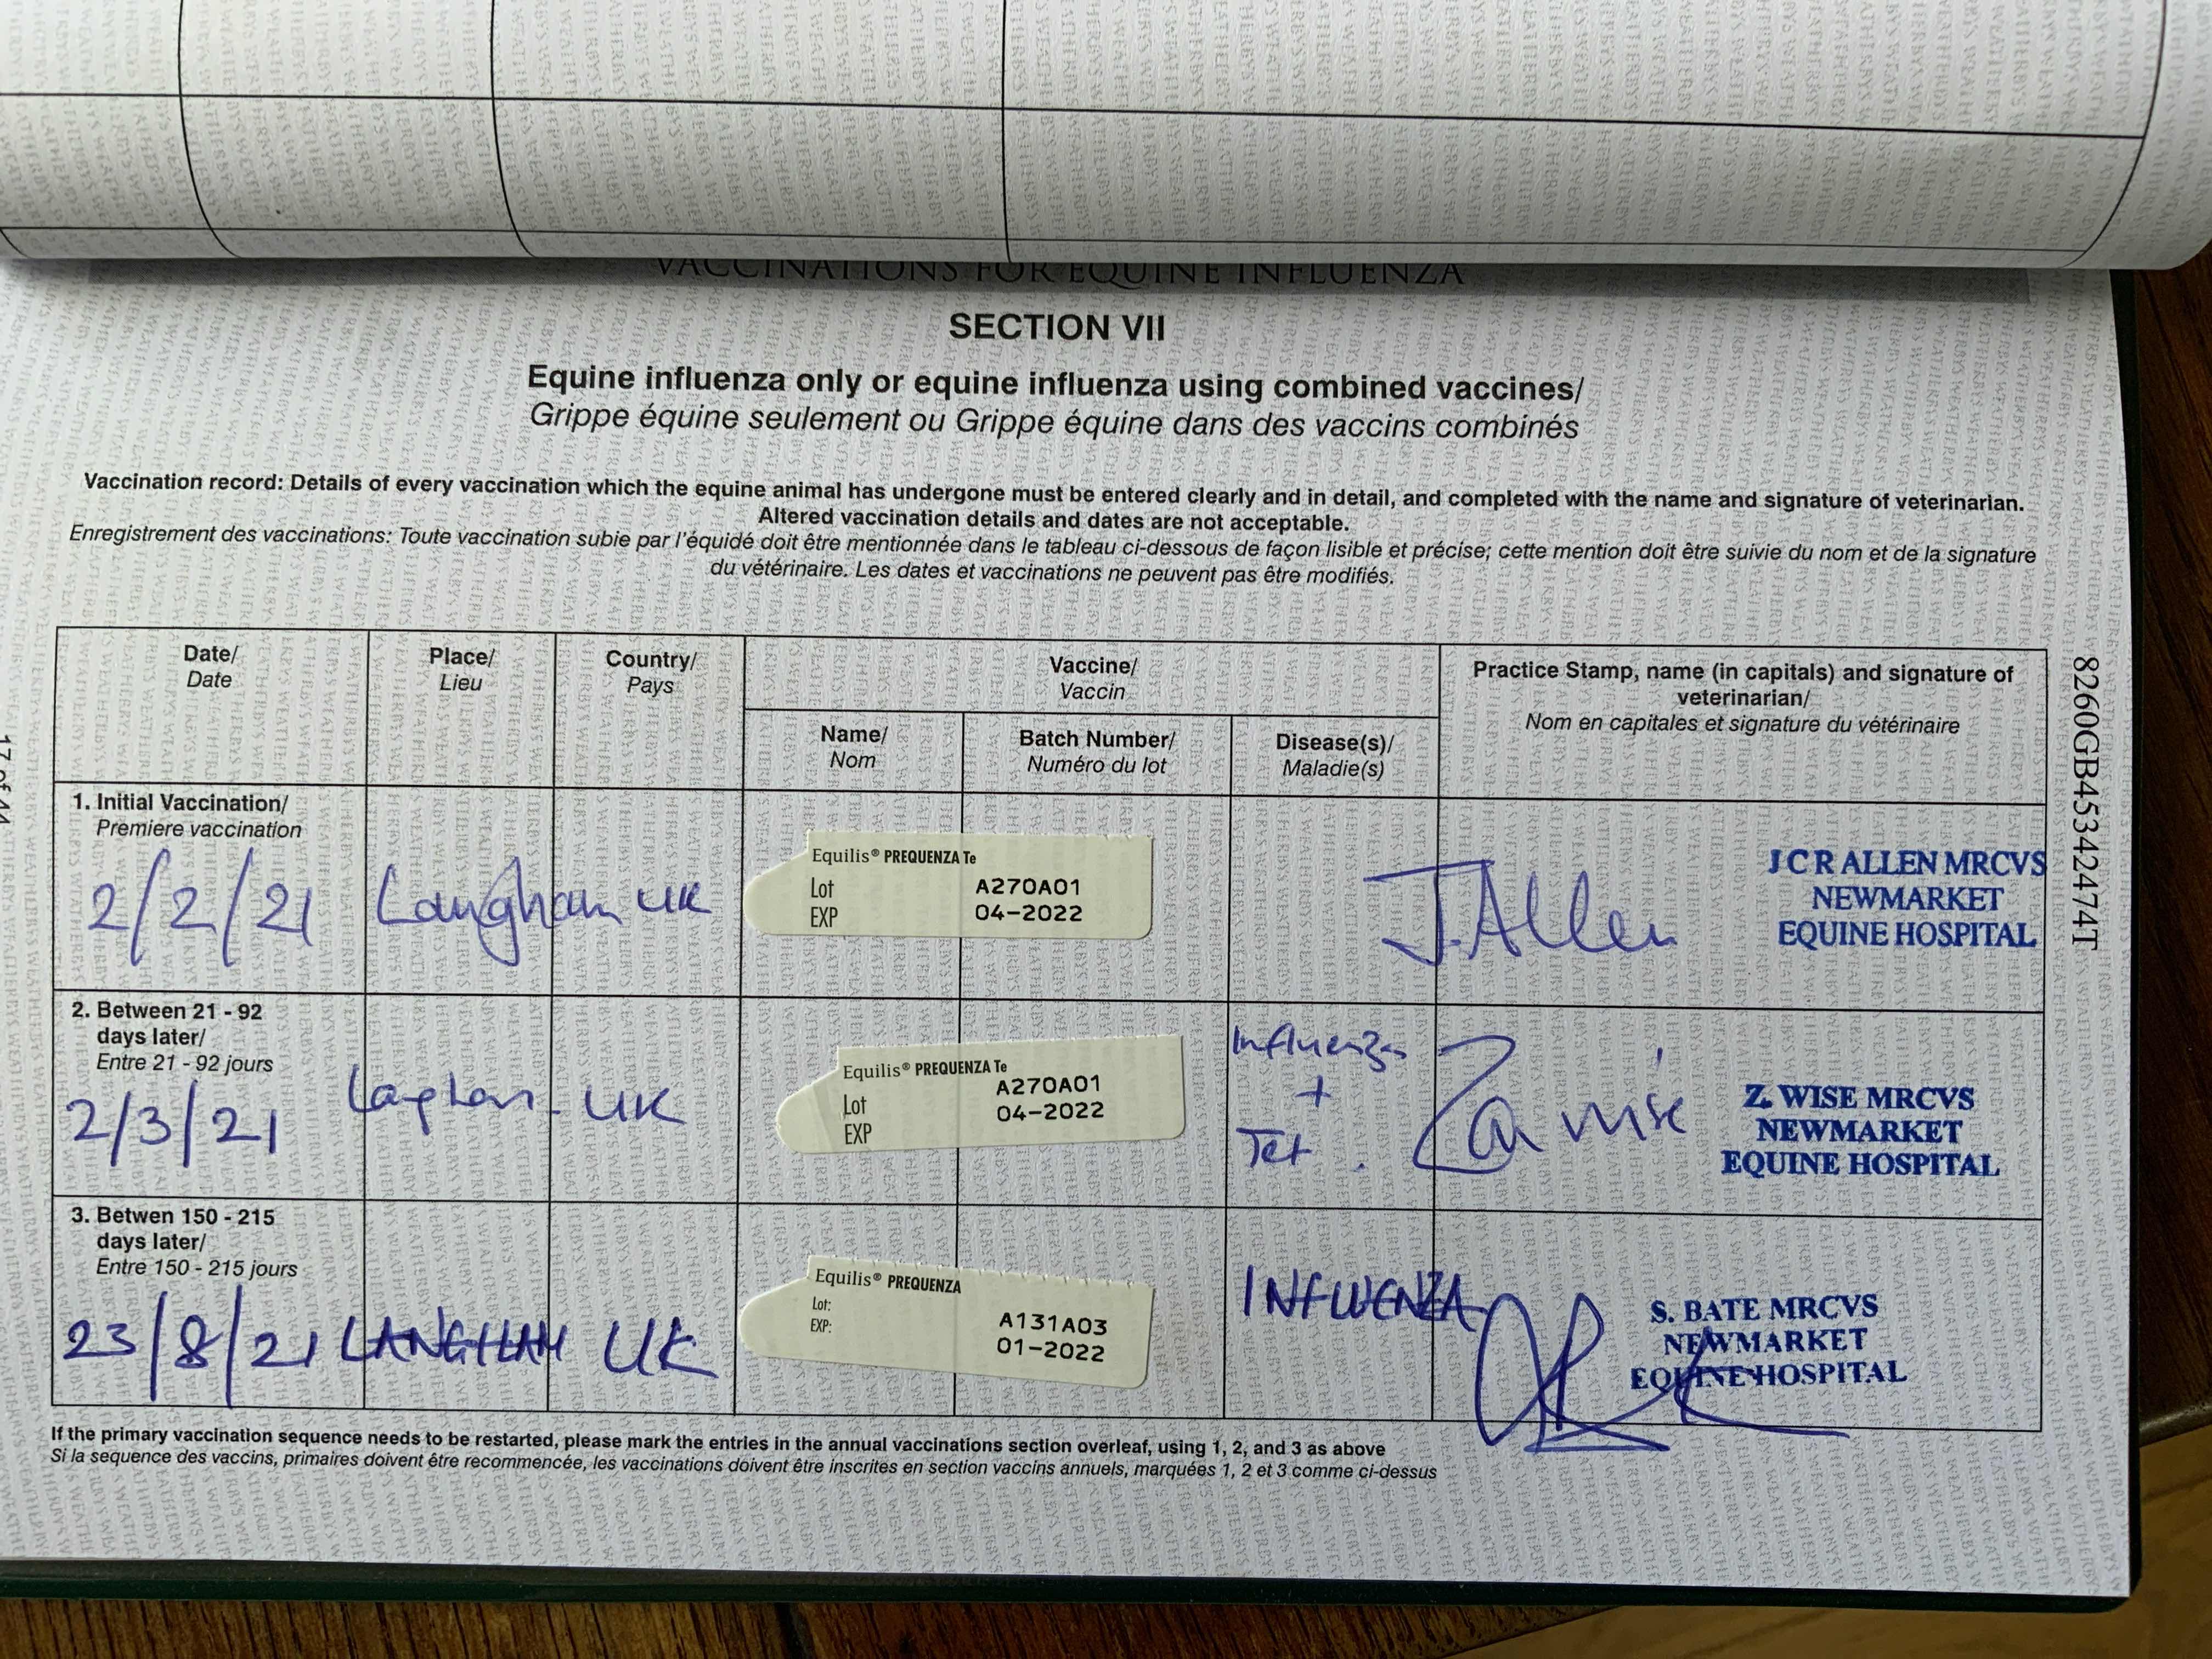 VACCINATIONS FOR EQUINE INFLUENZA
SECTION VII
Equine influenza only or equine influenza using combined vaccines/
Grippe équine seulement ou Grippe équine dans des vaccins combinés
Vaccination record: Details of every vaccination which the equine animal has undergone must be entered clearly and in detail, and completed with the name and signature of veterinarian.
Altered vaccination details and dates are not acceptable.
Enregistrement des vaccinations: Toute vaccination subie par l'équidé doit être mentionnée dans le tableau ci-dessous de façon lisible et précise; cette mention doit être suivie du nom et de la signature
du vétérinaire. Les dates et vaccinations ne peuvent pas être modifiés.
Date/
Date
Place/
Lieu
Country/
Pays
Vaccine/
Vaccin
Name/
Nom
Batch Number/
Numéro du lot
Disease(s)/
Maladie(s)
Practice Stamp, name (in capitals) and signature of
veterinarian/
Nom en capitales et signature du vétérinaire
1. Initial Vaccination/
Premiere vaccination
2/2/21
Langham
UK
Equilis® PREQUENZA Te
Lot A270A01
EXP 04-2022
J. Allen
J C R ALLEN MRCVS
NEWMARKET
EQUINE HOSPITAL
2. Between 21 - 92
days later/
Entre 21 - 92 jours
2/3/21
UK
Equilis® PREQUENZA Te
Lot A270A01
EXP 04-2022
Influenza
+
Tet.
Z. WISE MRCVS
NEWMARKET
EQUINE HOSPITAL
3. Betwen 150 - 215
days later/
Entre 150 - 215 jours
23/8/21
LANGHAM
UK
Equilis® PREQUENZA
Lot: A131A03
EXP: 01-2022
INFLUENZA
S. BATE MRCVS
NEWMARKET
EQUINE HOSPITAL
If the primary vaccination sequence needs to be restarted, please mark the entries in the annual vaccinations section overleaf, using 1, 2, and 3 as above
Si la sequence des vaccins, primaires doivent être recommencée, les vaccinations doivent être inscrites en section vaccins annuels, marquées 1, 2 et 3 comme ci-dessus
8260GB45342474T